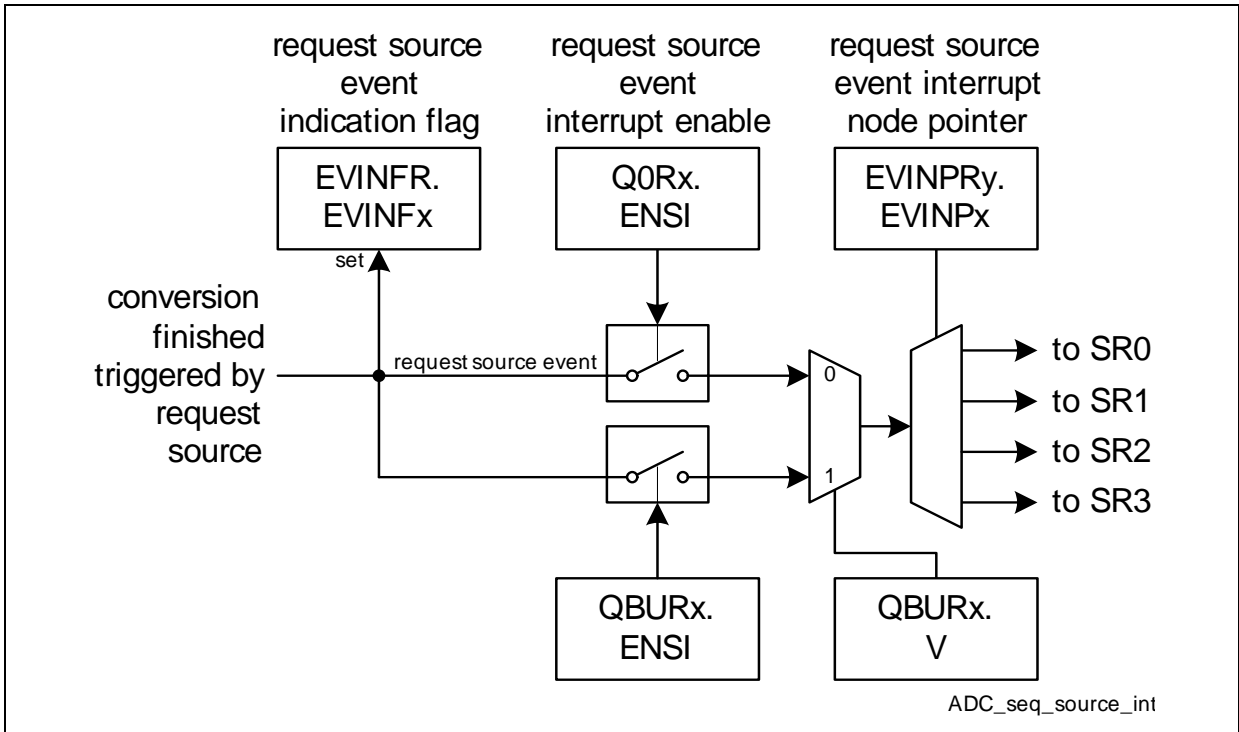 request source
event
indication flag
request source
event
interrupt enable
request source
event interrupt
node pointer
EVINFR.
EVINFx
Q0Rx.
ENSI
EVINPRy.
EVINPx
set
conversion
finished
triggered by
request
source
request source event
0
1
to SR0
to SR1
to SR2
to SR3
QBURx.
ENSI
QBURx.
V
ADC_seq_source_int